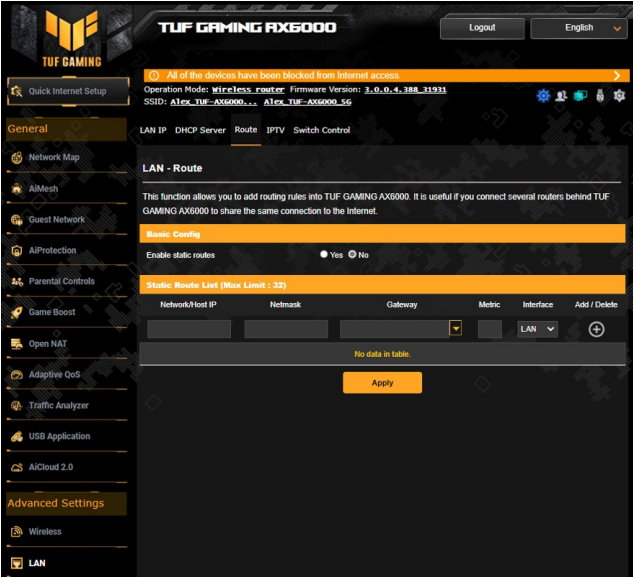 TUF GAMING
TUF GAMING AX6000
Logout
English
All of the devices have been blocked from Internet access.
Quick Internet Setup
Operation Mode: Wireless router Firmware Version: 3.0.0.4.388_31931
SSID: Alex_TUF-AX6000... Alex_TUF-AX6000_5G
General
LAN IP DHCP Server Route IPTV Switch Control
Network Map
AiMesh
Guest Network
AiProtection
Parental Controls
Game Boost
Open NAT
Adaptive QoS
Traffic Analyzer
USB Application
AiCloud 2.0
Advanced Settings
Wireless
LAN
LAN - Route
This function allows you to add routing rules into TUF GAMING AX6000. It is useful if you connect several routers behind TUF
GAMING AX6000 to share the same connection to the Internet.
Basic Config
Enable static routes Yes No
Static Route List (Max Limit : 32)
Network/Host IP Netmask Gateway Metric Interface Add / Delete
LAN
No data in table.
Apply